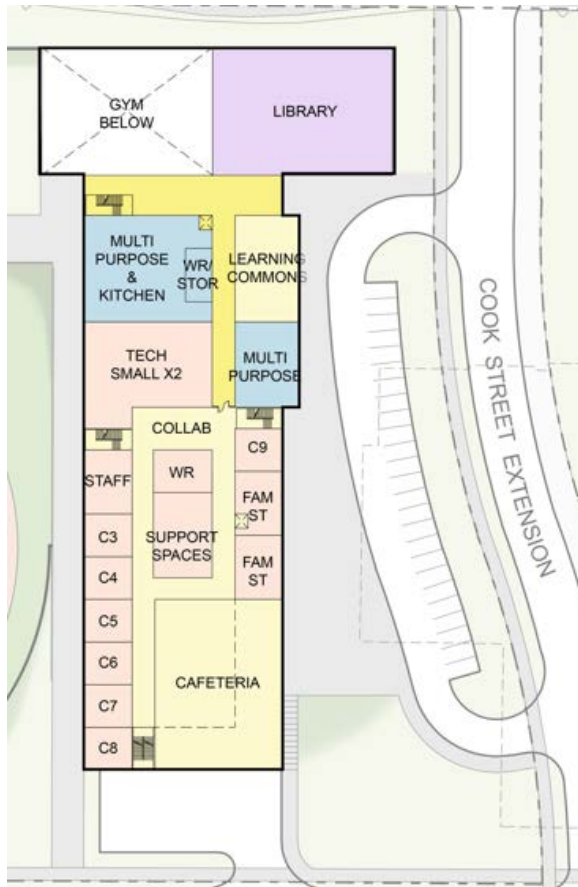 GYM
BELOW
LIBRARY
MULTI
PURPOSE
&
KITCHEN
WR/
STOR
LEARNING
COMMONS
TECH
SMALL X2
MULTI
PURPOSE
COLLAB
C9
STAFF
WR
FAM
ST
C3
SUPPORT
SPACES
C4
FAM
ST
C5
C6
CAFETERIA
C7
C8
COOK STREET EXTENSION